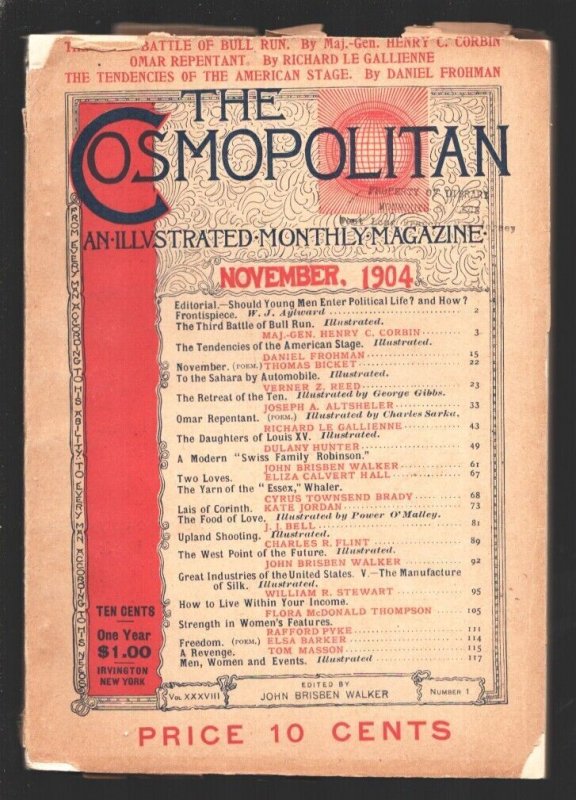 BATTLE OF BULL RUN. By Maj.-Gen. HENRY C. CORBIN
OMAR REPENTANT. By RICHARD LE GALLIENNE
THE TENDENCIES OF THE AMERICAN STAGE. By DANIEL FROHMAN
THE
COSMOPOLITAN
PROPERTY OF LIBRARY
AN·ILLVSTRATED·MONTHLY·MAGAZINE·
NOVEMBER, 1904
FROM EVERY MAN ACCORDING TO HIS ABILITY: TO EVERY MAN ACCORDING TO HIS NEEDS
Editorial.—Should Young Men Enter Political Life? and How?
Frontispiece. W. J. Aylward 2
The Third Battle of Bull Run. Illustrated.
MAJ.-GEN. HENRY C. CORBIN 3
The Tendencies of the American Stage. Illustrated.
DANIEL FROHMAN 15
November. (POEM.) THOMAS BICKET 22
To the Sahara by Automobile. Illustrated.
VERNER Z. REED 23
The Retreat of the Ten. Illustrated by George Gibbs.
JOSEPH A. ALTSHELER 33
Omar Repentant. (POEM.) Illustrated by Charles Sarka.
RICHARD LE GALLIENNE 43
The Daughters of Louis XV. Illustrated.
DULANY HUNTER 49
A Modern "Swiss Family Robinson."
JOHN BRISBEN WALKER 61
Two Loves. ELIZA CALVERT HALL 67
The Yarn of the "Essex," Whaler.
CYRUS TOWNSEND BRADY 68
Lais of Corinth. KATE JORDAN 73
The Food of Love. Illustrated by Power O'Malley.
J. J. BELL 81
Upland Shooting. Illustrated.
CHARLES R. FLINT 89
The West Point of the Future. Illustrated.
JOHN BRISBEN WALKER 92
Great Industries of the United States. V.—The Manufacture
of Silk. Illustrated.
WILLIAM R. STEWART 95
How to Live Within Your Income.
FLORA McDONALD THOMPSON 105
Strength in Women's Features.
RAFFORD PYKE 111
Freedom. (POEM.) ELSA BARKER 114
A Revenge. TOM MASSON 115
Men, Women and Events. Illustrated 117
TEN CENTS
One Year
$1.00
IRVINGTON
NEW YORK
VOL XXXVIII
EDITED BY
JOHN BRISBEN WALKER
NUMBER 1
PRICE 10 CENTS